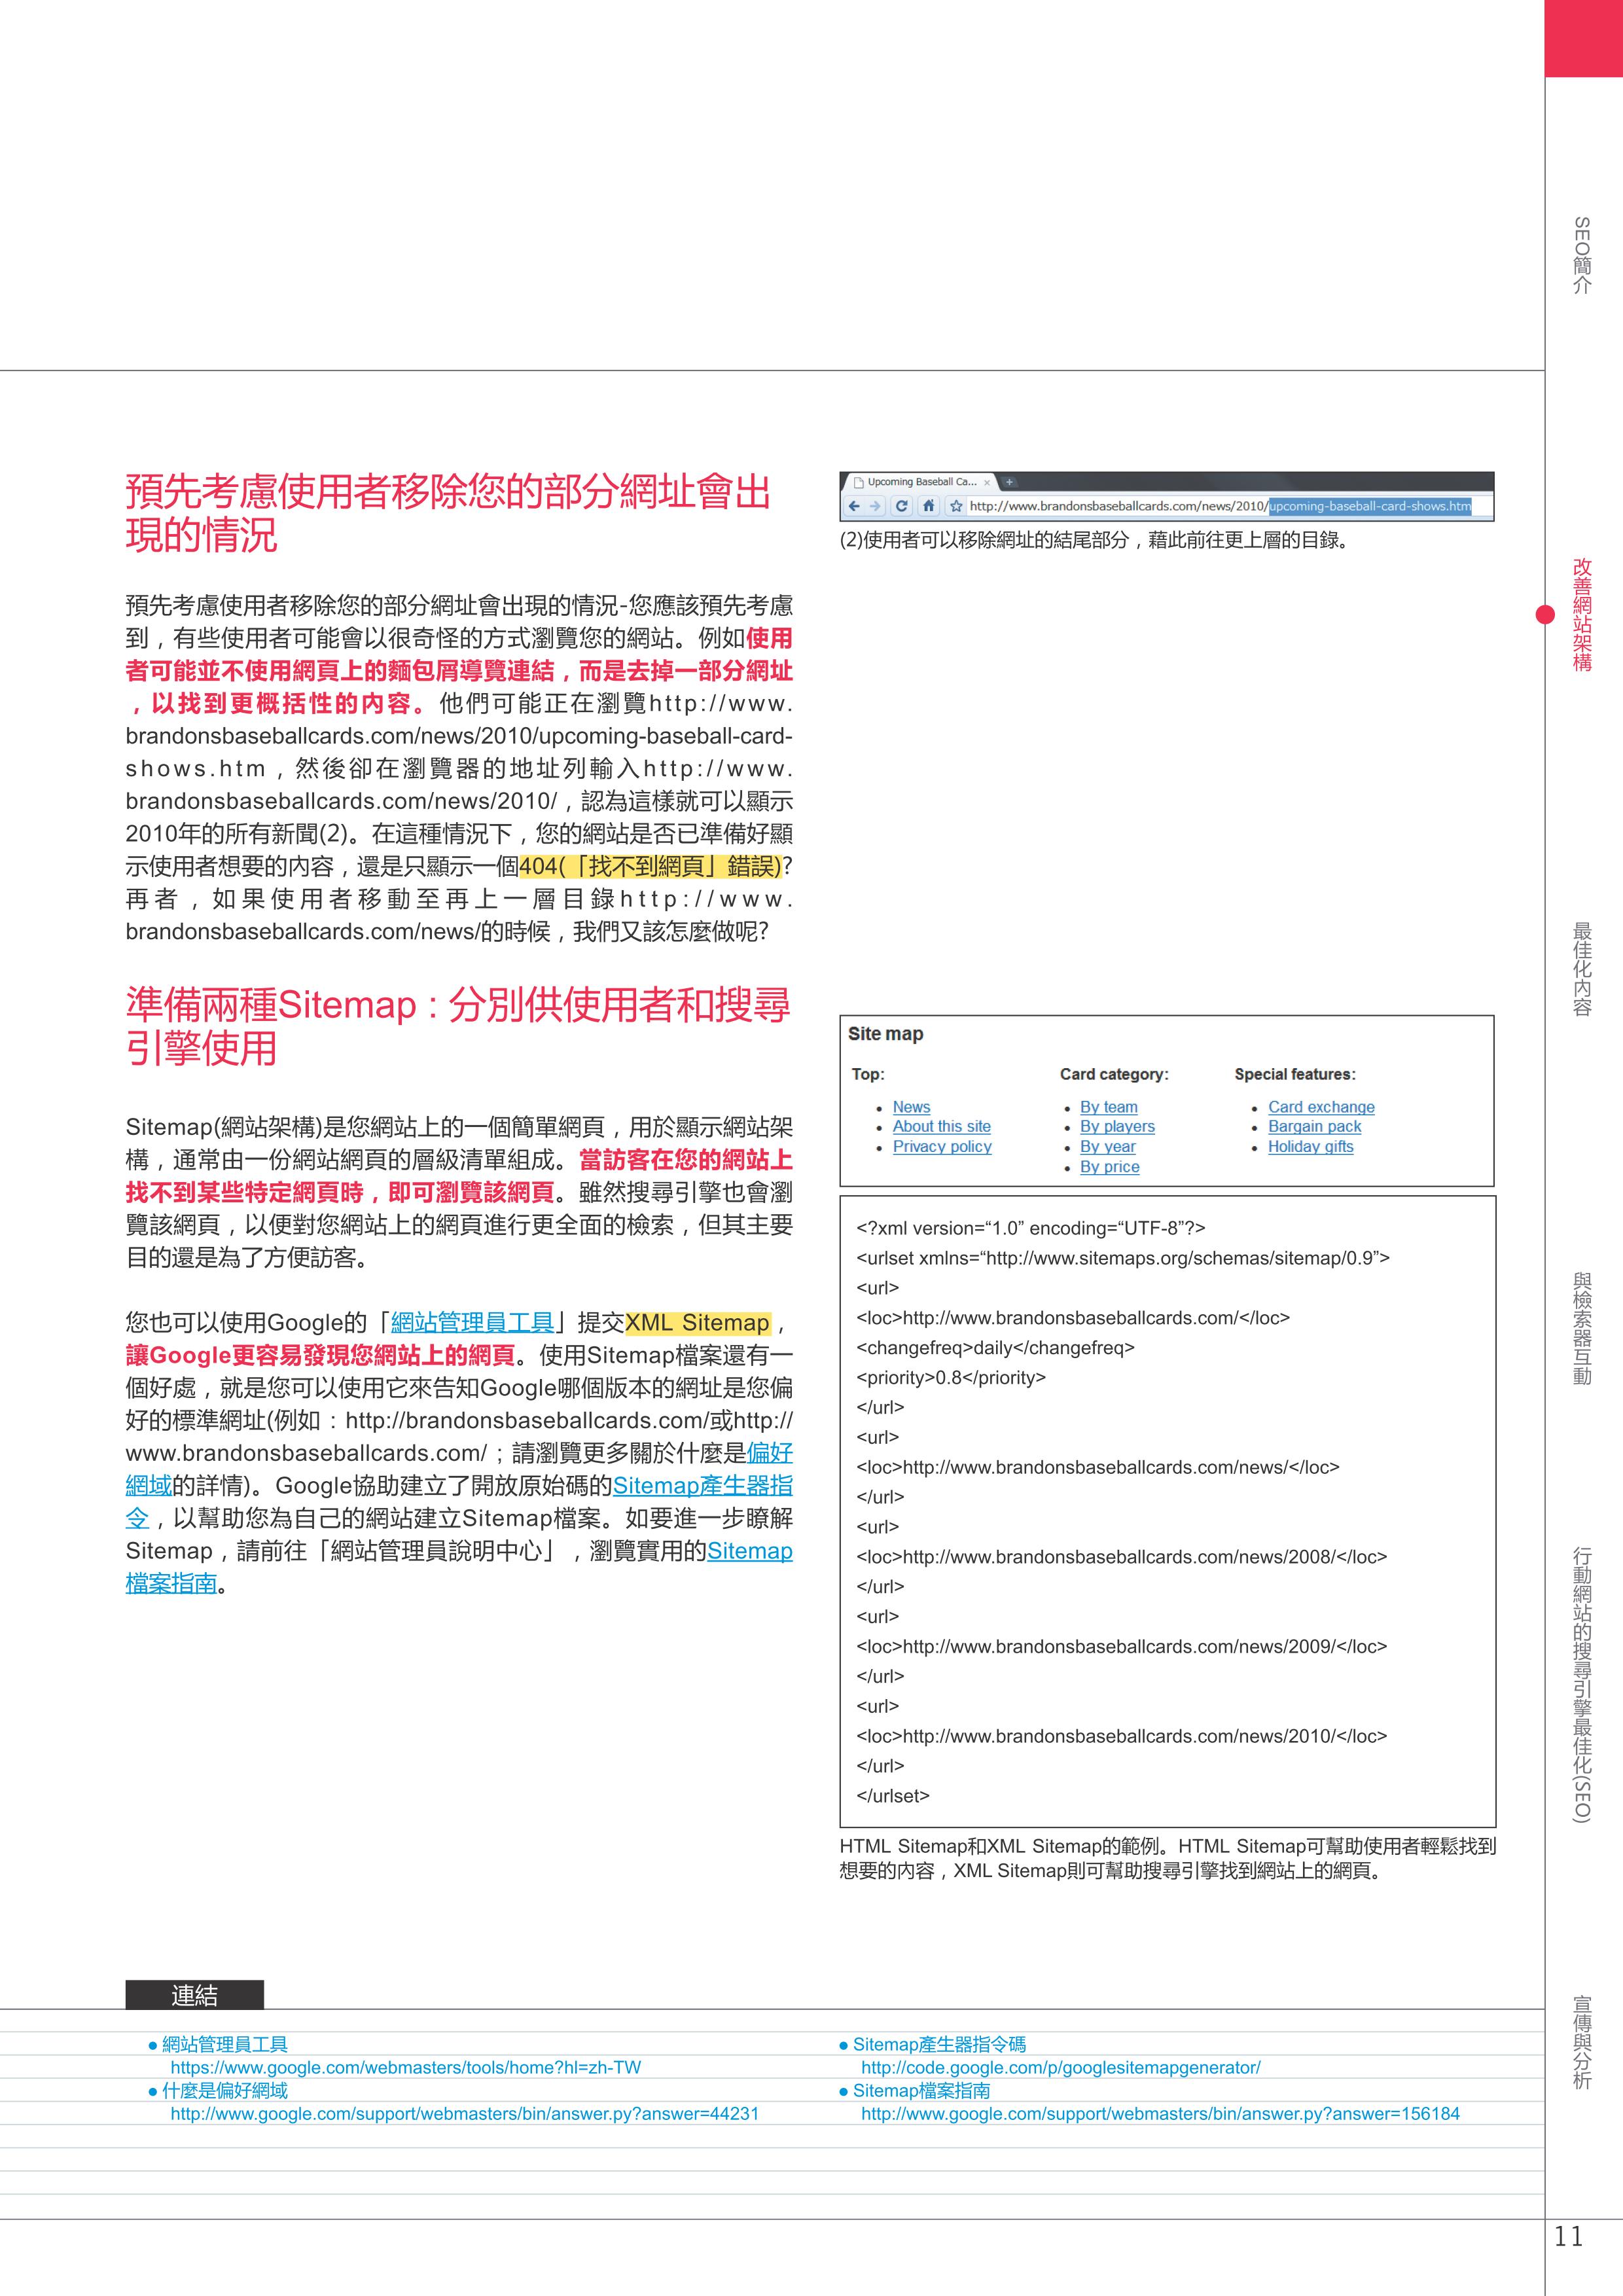 預先考慮使用者移除您的部分網址會出
現的情況
預先考慮使用者移除您的部分網址會出現的情況-您應該預先考慮
到，有些使用者可能會以很奇怪的方式瀏覽您的網站。例如使用
者可能並不使用網頁上的麵包屑導覽連結，而是去掉一部分網址
，以找到更概括性的內容。他們可能正在瀏覽http://www.
brandonsbaseballcards.com/news/2010/upcoming-baseball-card-
shows.htm，然後卻在瀏覽器的地址列輸入http://www.
brandonsbaseballcards.com/news/2010/，認為這樣就可以顯示
2010年的所有新聞(2)。在這種情況下，您的網站是否已準備好顯
示使用者想要的內容，還是只顯示一個404(「找不到網頁」錯誤)?
再者，如果使用者移動至再上一層目錄http://www.
brandonsbaseballcards.com/news/的時候，我們又該怎麼做呢?
準備兩種Sitemap：分別供使用者和搜尋
引擎使用
Sitemap(網站架構)是您網站上的一個簡單網頁，用於顯示網站架
構，通常由一份網站網頁的層級清單組成。當訪客在您的網站上
找不到某些特定網頁時，即可瀏覽該網頁。雖然搜尋引擎也會瀏
覽該網頁，以便對您網站上的網頁進行更全面的檢索，但其主要
目的還是為了方便訪客。
您也可以使用Google的「網站管理員工具」提交XML Sitemap，
讓Google更容易發現您網站上的網頁。使用Sitemap檔案還有一
個好處，就是您可以使用它來告知Google哪個版本的網址是您偏
好的標準網址(例如：http://brandonsbaseballcards.com/或http://
www.brandonsbaseballcards.com/；請瀏覽更多關於什麼是偏好
網域的詳情)。Google協助建立了開放原始碼的Sitemap產生器指
令，以幫助您為自己的網站建立Sitemap檔案。如要進一步瞭解
Sitemap，請前往「網站管理員說明中心」，瀏覽實用的Sitemap
檔案指南。
Upcoming Baseball Ca...
http://www.brandonsbaseballcards.com/news/2010/upcoming-baseball-card-shows.htm
(2)使用者可以移除網址的結尾部分，藉此前往更上層的目錄。
Site map
Top:
News
About this site
Privacy policy
Card category:
By team
By players
By year
By price
Special features:
Card exchange
Bargain pack
Holiday gifts
<?xml version=“1.0” encoding=“UTF-8”?>
<urlset xmlns=“http://www.sitemaps.org/schemas/sitemap/0.9”>
<url>
<loc>http://www.brandonsbaseballcards.com/</loc>
<changefreq>daily</changefreq>
<priority>0.8</priority>
</url>
<url>
<loc>http://www.brandonsbaseballcards.com/news/</loc>
</url>
<url>
<loc>http://www.brandonsbaseballcards.com/news/2008/</loc>
</url>
<url>
<loc>http://www.brandonsbaseballcards.com/news/2009/</loc>
</url>
<url>
<loc>http://www.brandonsbaseballcards.com/news/2010/</loc>
</url>
</urlset>
HTML Sitemap和XML Sitemap的範例。HTML Sitemap可幫助使用者輕鬆找到
想要的內容，XML Sitemap則可幫助搜尋引擎找到網站上的網頁。
連結
● 網站管理員工具
https://www.google.com/webmasters/tools/home?hl=zh-TW
● 什麼是偏好網域
http://www.google.com/support/webmasters/bin/answer.py?answer=44231
● Sitemap產生器指令碼
http://code.google.com/p/googlesitemapgenerator/
● Sitemap檔案指南
http://www.google.com/support/webmasters/bin/answer.py?answer=156184
SEO簡介
改善網站架構
最佳化內容
與檢索器互動
行動網站的搜尋引擎最佳化(SEO)
宣傳與分析
11